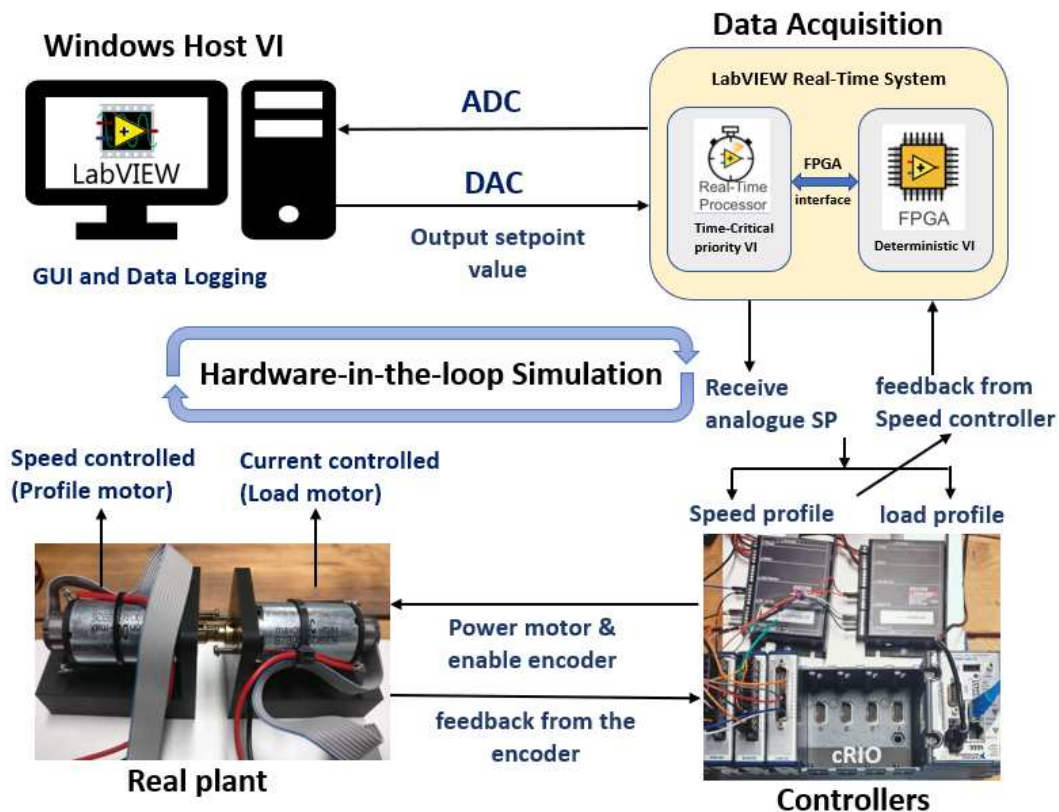 Windows Host VI
LabVIEW
GUI and Data Logging
ADC
DAC
Output setpoint
value
Data Acquisition
LabVIEW Real-Time System
Real-Time
Processor
Time-Critical
priority VI
FPGA
interface
FPGA
Deterministic VI
Hardware-in-the-loop Simulation
Receive
analogue SP
feedback from
Speed controller
Speed profile
load profile
Speed controlled
(Profile motor)
Current controlled
(Load motor)
Power motor &
enable encoder
feedback from the
encoder
Real plant
cRIO
Controllers